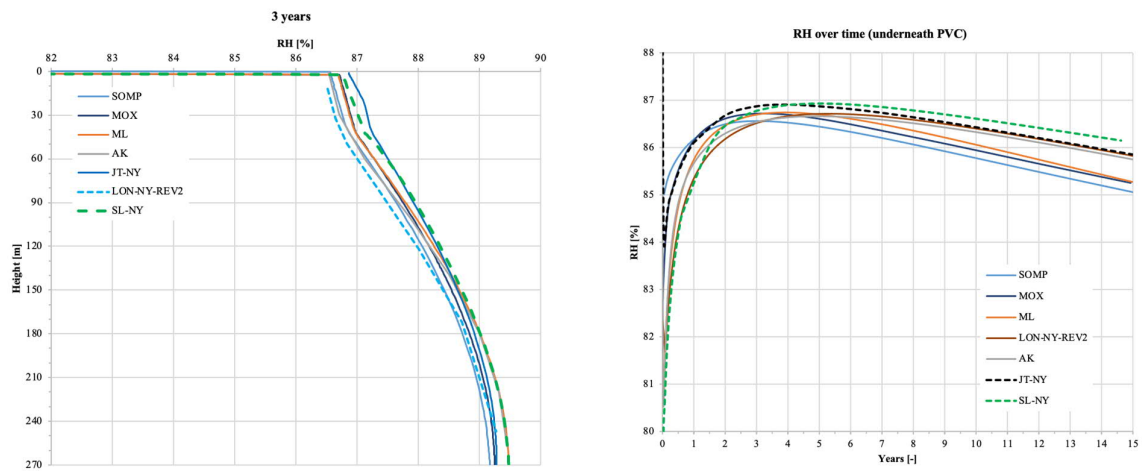 3 years
RH [%]
82 83 84 85 86 87 88 89 90
0
30
60
90
120
150
180
210
240
270
Height [m]
SOMP
MOX
ML
AK
JT-NY
LON-NY-REV2
SL-NY
RH over time (underneath PVC)
88
87
86
85
84
83
82
81
80
RH [%]
SOMP
MOX
ML
LON-NY-REV2
AK
JT-NY
SL-NY
0 1 2 3 4 5 6 7 8 9 10 11 12 13 14 15
Years [-]